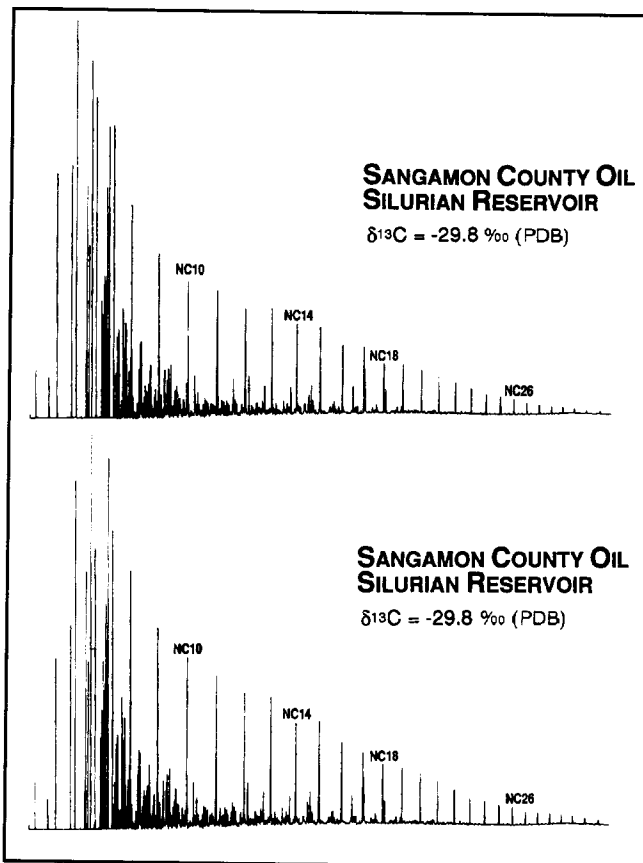 SANGAMON COUNTY OIL
SILURIAN RESERVOIR
δ13C = -29.8 ‰ (PDB)
NC10
NC14
NC18
NC26
SANGAMON COUNTY OIL
SILURIAN RESERVOIR
δ13C = -29.8 ‰ (PDB)
NC10
NC14
NC18
NC26